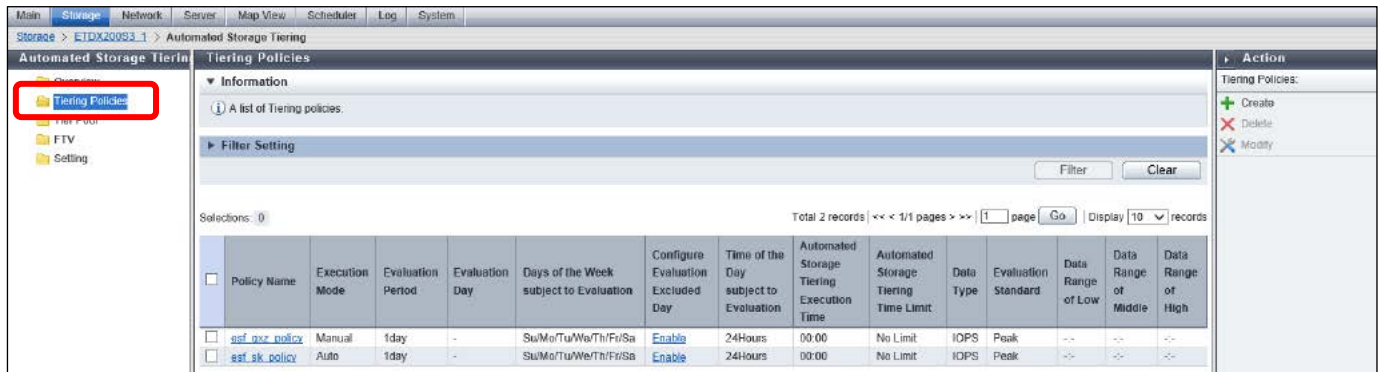 Main Storage Network Server Map View Scheduler Log System
Storage > ETDX200S3_1 > Automated Storage Tiering
Automated Storage Tierin
Overview
Tiering Policies
Tier Pool
FTV
Setting
Tiering Policies
▼ Information
A list of Tiering policies.
▶ Filter Setting
Filter Clear
Selections: 0 Total 2 records | << < 1/1 pages > >> | 1 page Go | Display 10 records
Policy Name Execution Mode Evaluation Period Evaluation Day Days of the Week subject to Evaluation Configure Evaluation Excluded Day Time of the Day subject to Evaluation Automated Storage Tiering Execution Time Automated Storage Tiering Time Limit Data Type Evaluation Standard Data Range of Low Data Range of Middle Data Range of High
esf_gxz_policy Manual 1day - Su/Mo/Tu/We/Th/Fr/Sa Enable 24Hours 00:00 No Limit IOPS Peak -:- -:- -:-
esf_sk_policy Auto 1day - Su/Mo/Tu/We/Th/Fr/Sa Enable 24Hours 00:00 No Limit IOPS Peak -:- -:- -:-
Action
Tiering Policies:
Create
Delete
Modify